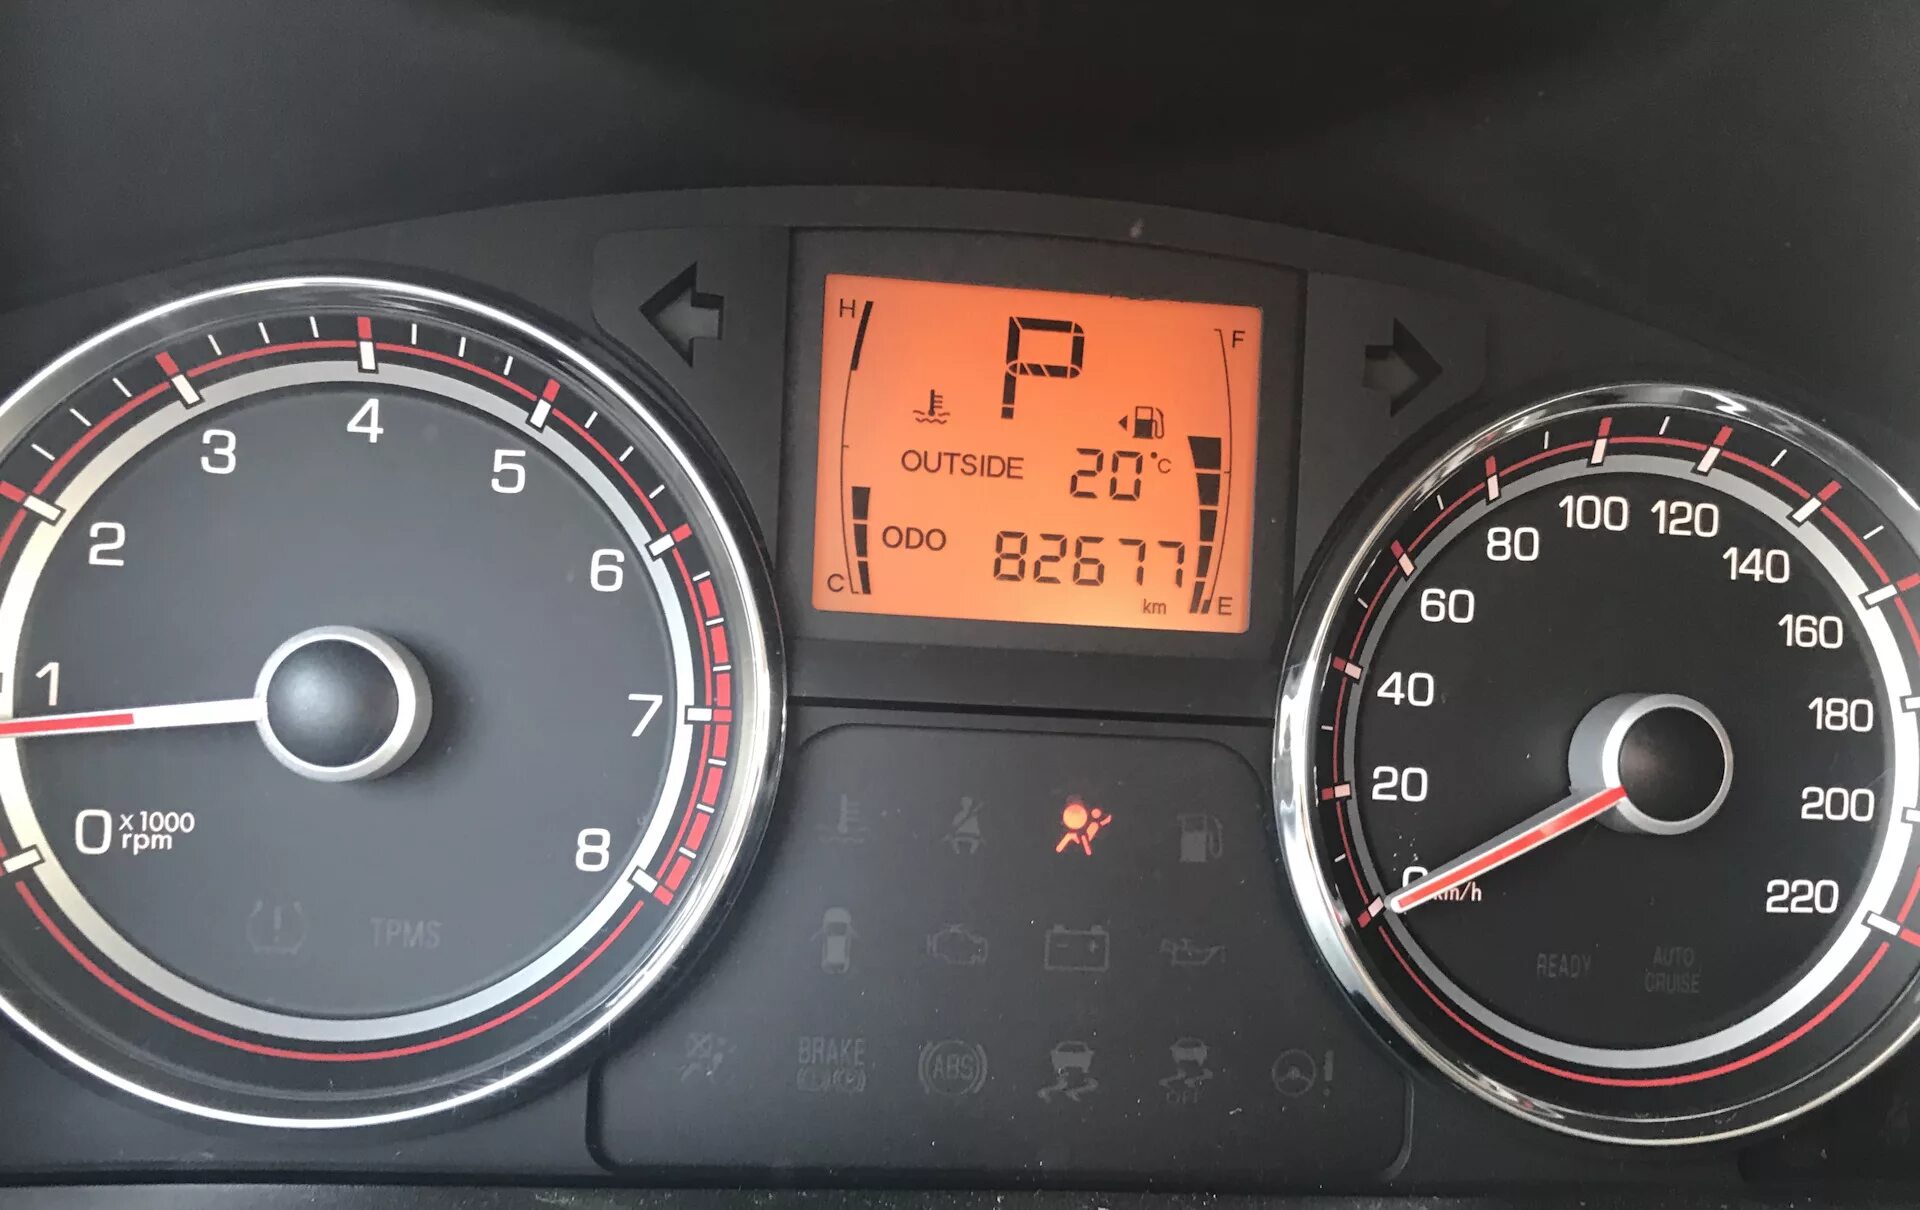 H
P
F
OUTSIDE 20°C
ODO 82677
km
C
E
0
1
2
3
4
5
6
7
8
x 1000
rpm
TPMS
0
20
40
60
80
100
120
140
160
180
200
220
km/h
READY
AUTO
CRUISE
BRAKE
ABS
OFF